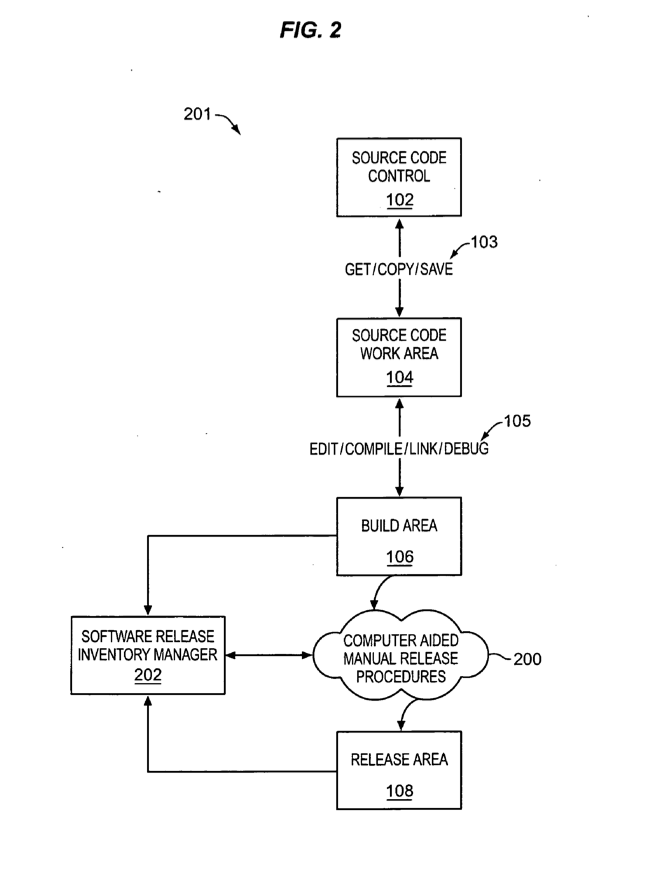 FIG. 2
201
SOURCE CODE
CONTROL
102
103
GET/COPY/SAVE
SOURCE CODE
WORK AREA
104
105
EDIT/COMPILE/LINK/DEBUG
BUILD AREA
106
SOFTWARE RELEASE
INVENTORY MANAGER
202
COMPUTER AIDED
MANUAL RELEASE
PROCEDURES
200
RELEASE AREA
108